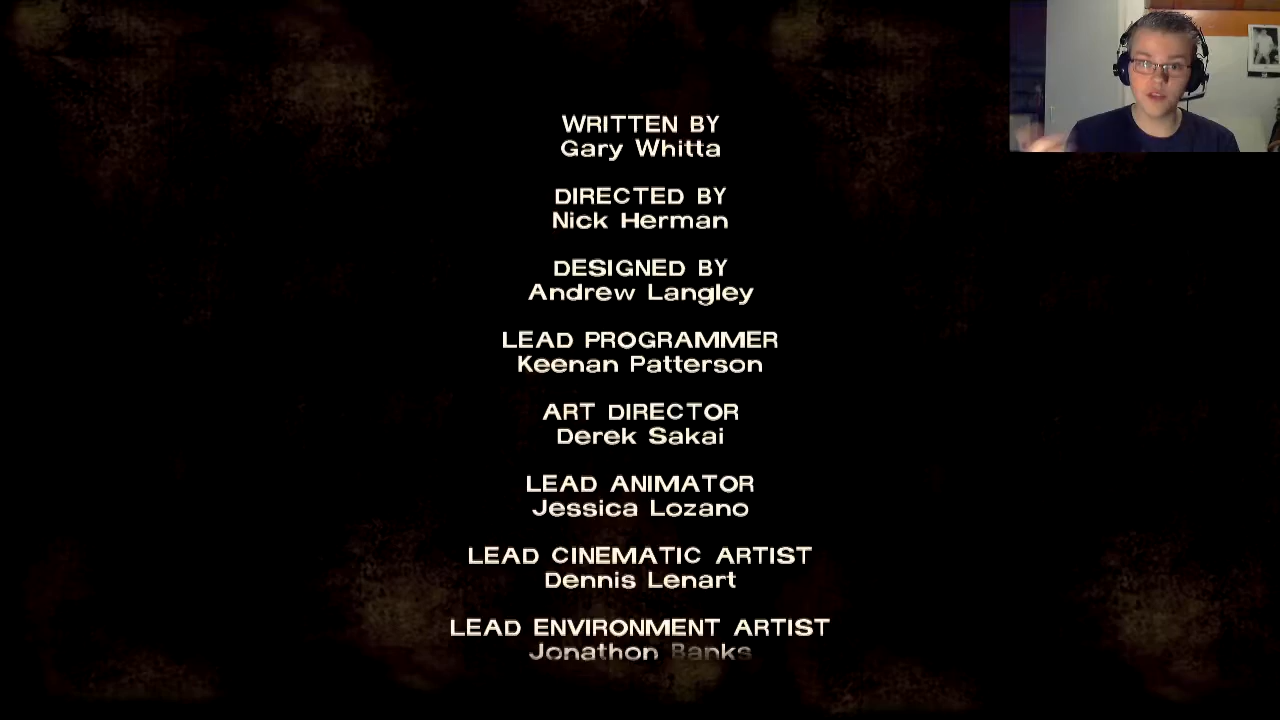 WRITTEN BY
Gary Whitta
DIRECTED BY
Nick Herman
DESIGNED BY
Andrew Langley
LEAD PROGRAMMER
Keenan Patterson
ART DIRECTOR
Derek Sakai
LEAD ANIMATOR
Jessica Lozano
LEAD CINEMATIC ARTIST
Dennis Lenart
LEAD ENVIRONMENT ARTIST
Jonathon Banks